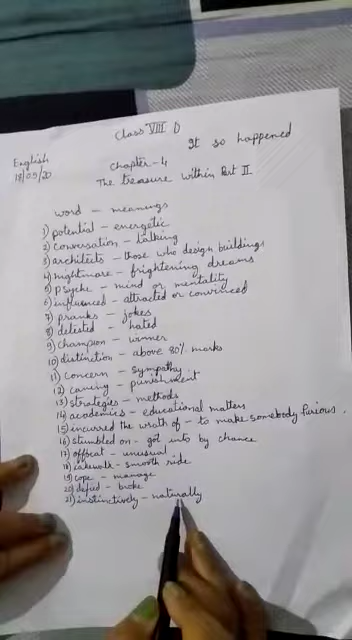 Class VIII D
It so happened
English
18/09/20
Chapter-4
The treasure within Part II
word - meanings
1) potential - energetic
2) conversation - talking
3) architects - those who design buildings
4) nightmare - frightening dreams
5) psyche - mind or mentality
6) influenced - attracted or convinced
7) pranks - jokes
8) detested - hated
9) champion - winner
10) distinction - above 80% marks
11) concern - sympathy
12) caning - punishment
13) strategies - methods
14) academics - educational matters
15) incurred the wrath of - to make somebody furious.
16) stumbled on - got into by chance
17) offbeat - unusual
18) cakewalk - smooth ride
19) cope - manage
20) defied - broke
21) instinctively - naturally